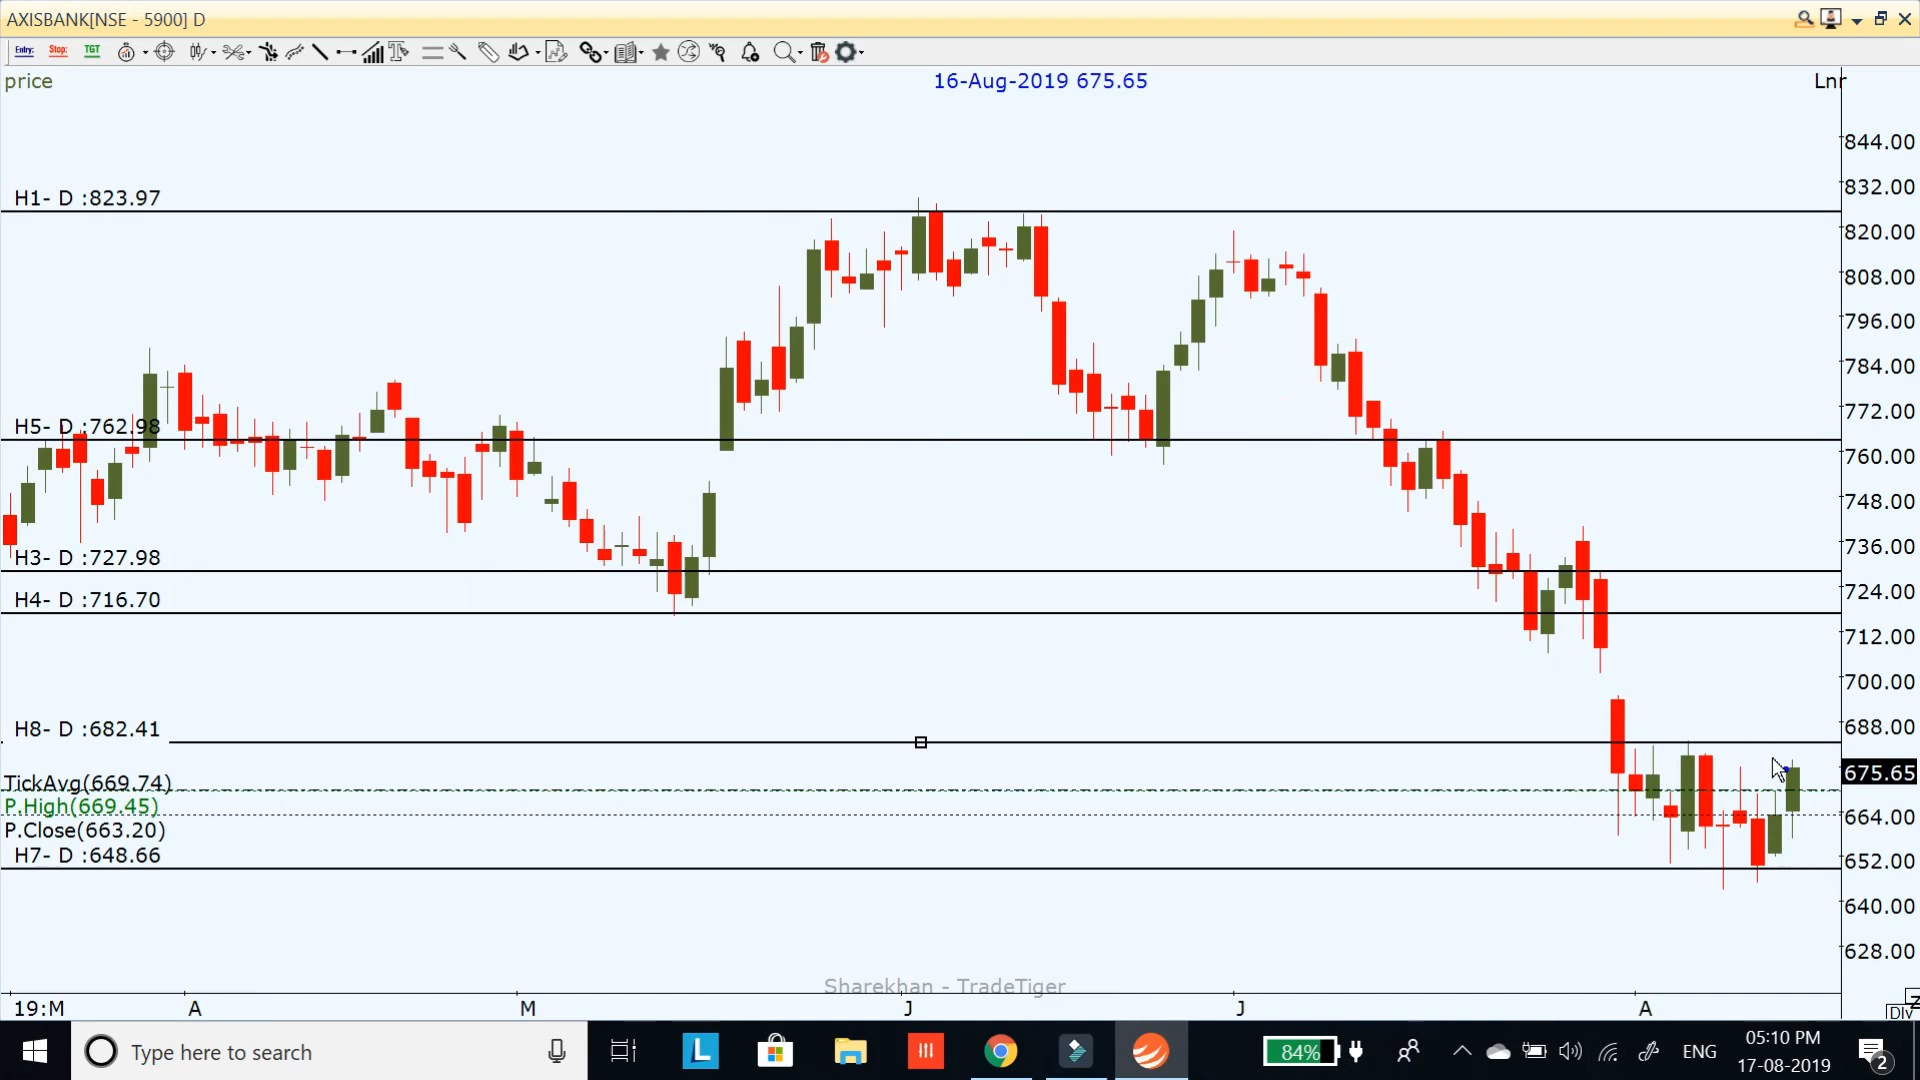 AXISBANK[NSE - 5900] D
Entry: Stop: TGT
price
16-Aug-2019 675.65
Lnr
844.00
832.00
H1- D :823.97
820.00
808.00
796.00
784.00
772.00
H5- D :762.98
760.00
748.00
736.00
H3- D :727.98
724.00
H4- D :716.70
712.00
700.00
688.00
H8- D :682.41
675.65
TickAvg(669.74)
P.High(669.45)
664.00
P.Close(663.20)
H7- D :648.66
652.00
640.00
628.00
Sharekhan - TradeTiger
19:M A M J J A
Div
Type here to search
L
84%
ENG
05:10 PM
17-08-2019
2